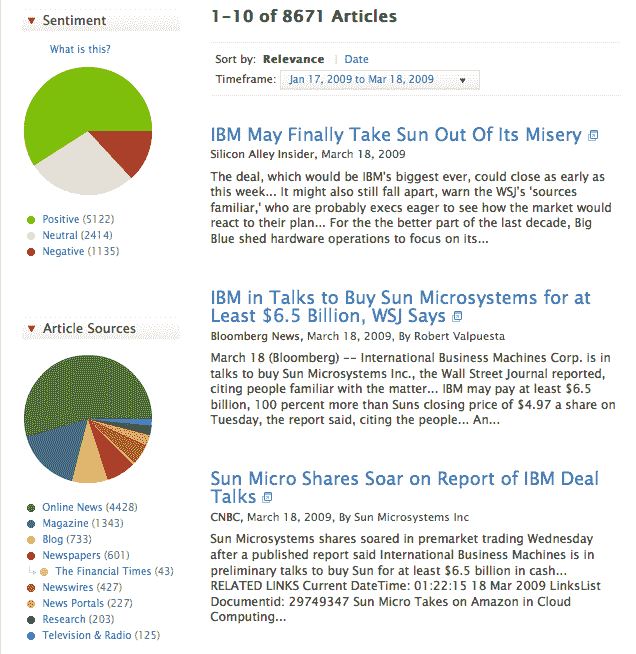 Sentiment
What is this?
Positive (5122)
Neutral (2414)
Negative (1135)
Article Sources
Online News (4428)
Magazine (1343)
Blog (733)
Newspapers (601)
The Financial Times (43)
Newswires (427)
News Portals (227)
Research (203)
Television & Radio (125)
1-10 of 8671 Articles
Sort by: Relevance | Date
Timeframe: Jan 17, 2009 to Mar 18, 2009
IBM May Finally Take Sun Out Of Its Misery
Silicon Alley Insider, March 18, 2009
The deal, which would be IBM's biggest ever, could close as early as
this week... It might also still fall apart, warn the WSJ's 'sources
familiar,' who are probably execs eager to see how the market would
react to their plan... For the the better part of the last decade, Big
Blue shed hardware operations to focus on its...
IBM in Talks to Buy Sun Microsystems for at
Least $6.5 Billion, WSJ Says
Bloomberg News, March 18, 2009, By Robert Valpuesta
March 18 (Bloomberg) -- International Business Machines Corp. is in
talks to buy Sun Microsystems Inc., the Wall Street Journal reported,
citing people familiar with the matter... IBM may pay at least $6.5
billion, 100 percent more than Suns closing price of $4.97 a share on
Tuesday, the report said, citing the people... An...
Sun Micro Shares Soar on Report of IBM Deal
Talks
CNBC, March 18, 2009, By Sun Microsystems Inc
Sun Microsystems shares soared in premarket trading Wednesday
after a published report said International Business Machines is in
preliminary talks to buy Sun for at least $6.5 billion in cash...
RELATED LINKS Current DateTime: 01:22:15 18 Mar 2009 LinksList
Documentid: 29749347 Sun Micro Takes on Amazon in Cloud
Computing...